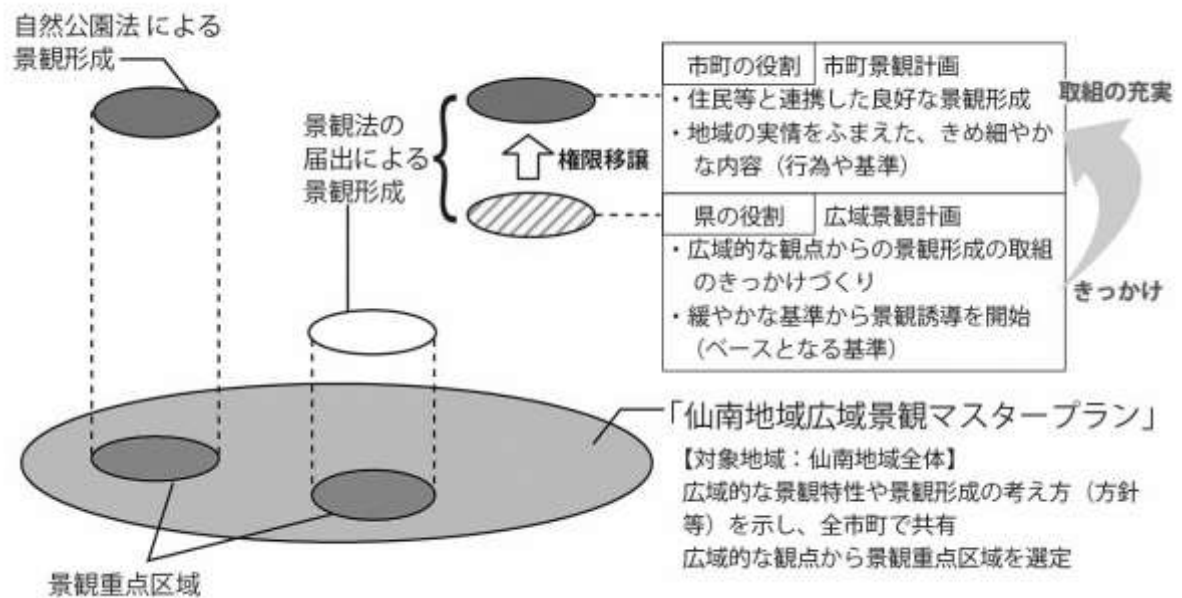 自然公園法による
景観形成
景観法の
届出による
景観形成
権限移譲
市町の役割 市町景観計画
・住民等と連携した良好な景観形成
・地域の実情をふまえた、きめ細やか
な内容（行為や基準）
県の役割 広域景観計画
・広域的な観点からの景観形成の取組
のきっかけづくり
・緩やかな基準から景観誘導を開始
（ベースとなる基準）
取組の充実
きっかけ
「仙南地域広域景観マスタープラン」
【対象地域：仙南地域全体】
広域的な景観特性や景観形成の考え方（方針
等）を示し、全市町で共有
広域的な観点から景観重点区域を選定
景観重点区域